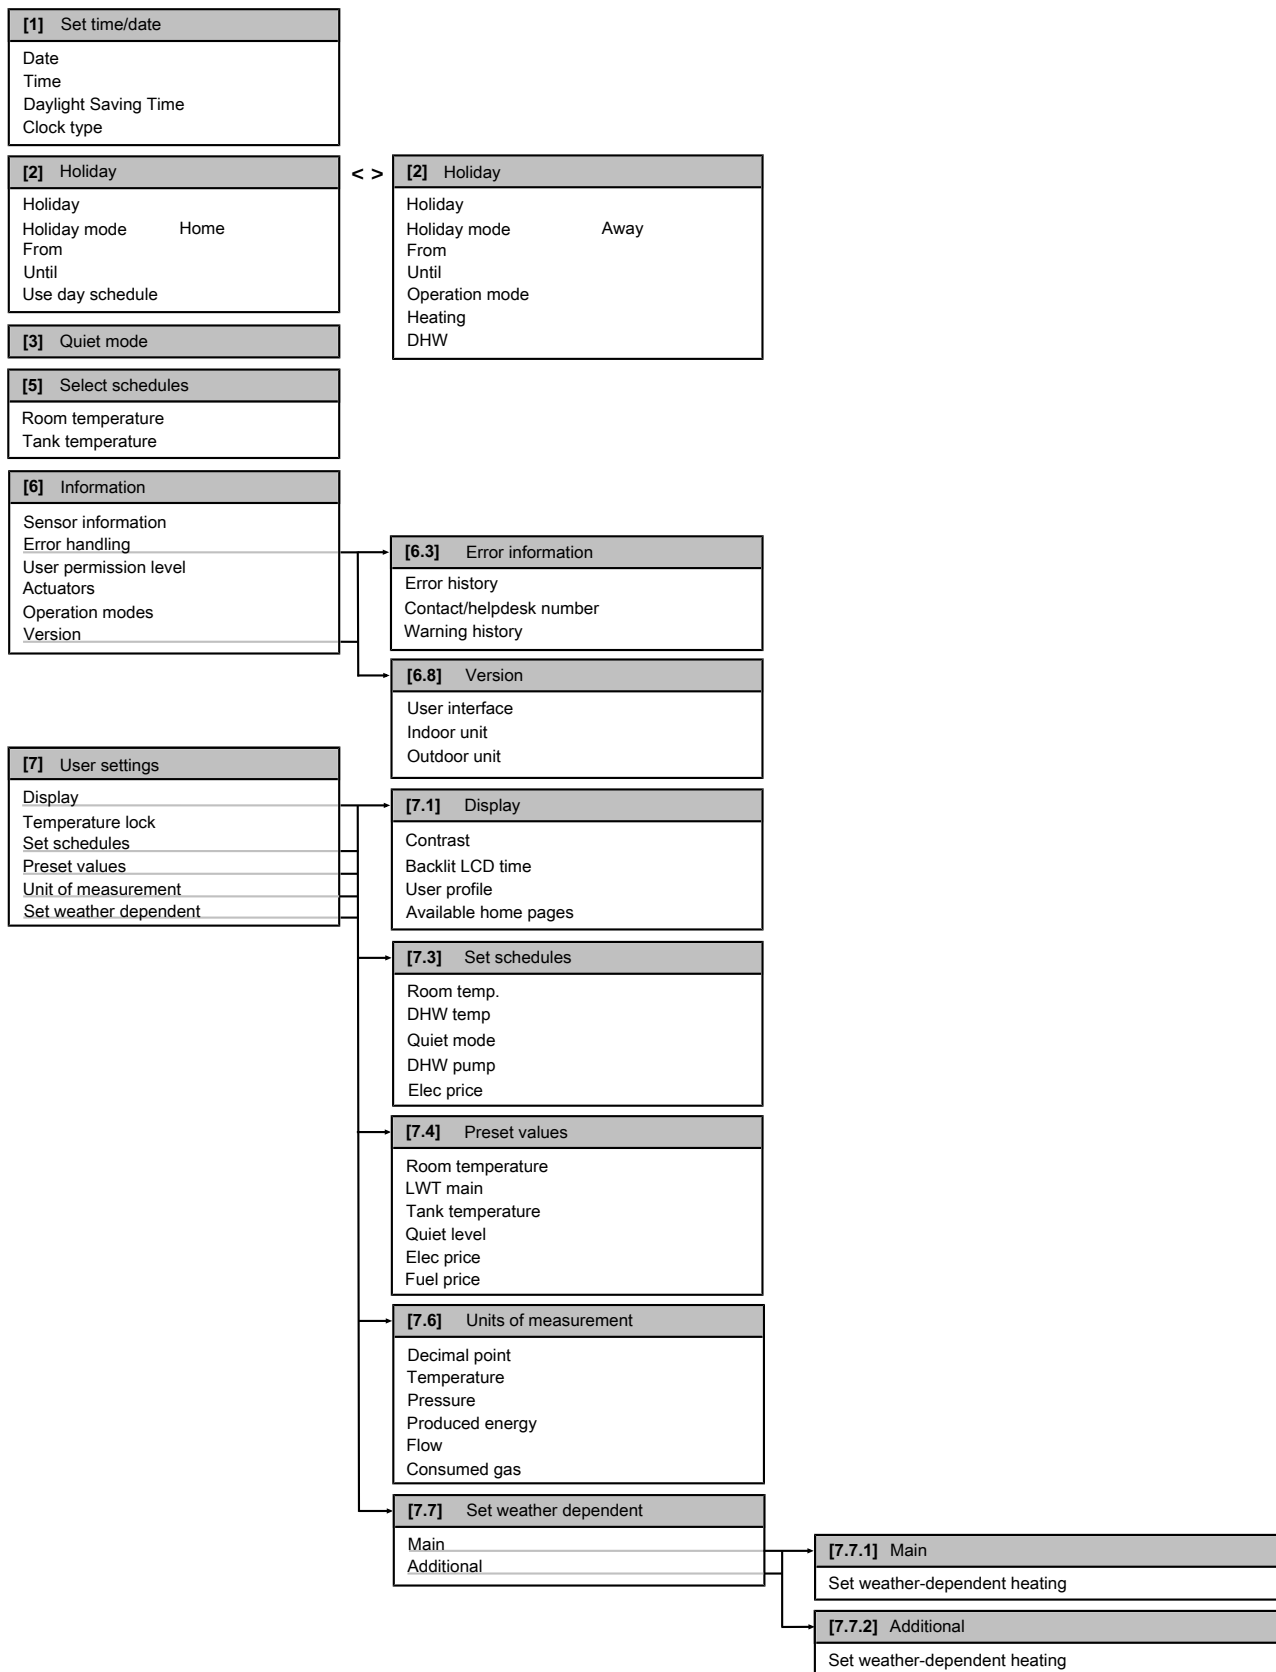 [1] Set time/date
Date
Time
Daylight Saving Time
Clock type
[2] Holiday
Holiday
Holiday mode Home
From
Until
Use day schedule
< >
[2] Holiday
Holiday
Holiday mode Away
From
Until
Operation mode
Heating
DHW
[3] Quiet mode
[5] Select schedules
Room temperature
Tank temperature
[6] Information
Sensor information
Error handling
User permission level
Actuators
Operation modes
Version
[6.3] Error information
Error history
Contact/helpdesk number
Warning history
[6.8] Version
User interface
Indoor unit
Outdoor unit
[7] User settings
Display
Temperature lock
Set schedules
Preset values
Unit of measurement
Set weather dependent
[7.1] Display
Contrast
Backlit LCD time
User profile
Available home pages
[7.3] Set schedules
Room temp.
DHW temp
Quiet mode
DHW pump
Elec price
[7.4] Preset values
Room temperature
LWT main
Tank temperature
Quiet level
Elec price
Fuel price
[7.6] Units of measurement
Decimal point
Temperature
Pressure
Produced energy
Flow
Consumed gas
[7.7] Set weather dependent
Main
Additional
[7.7.1] Main
Set weather-dependent heating
[7.7.2] Additional
Set weather-dependent heating